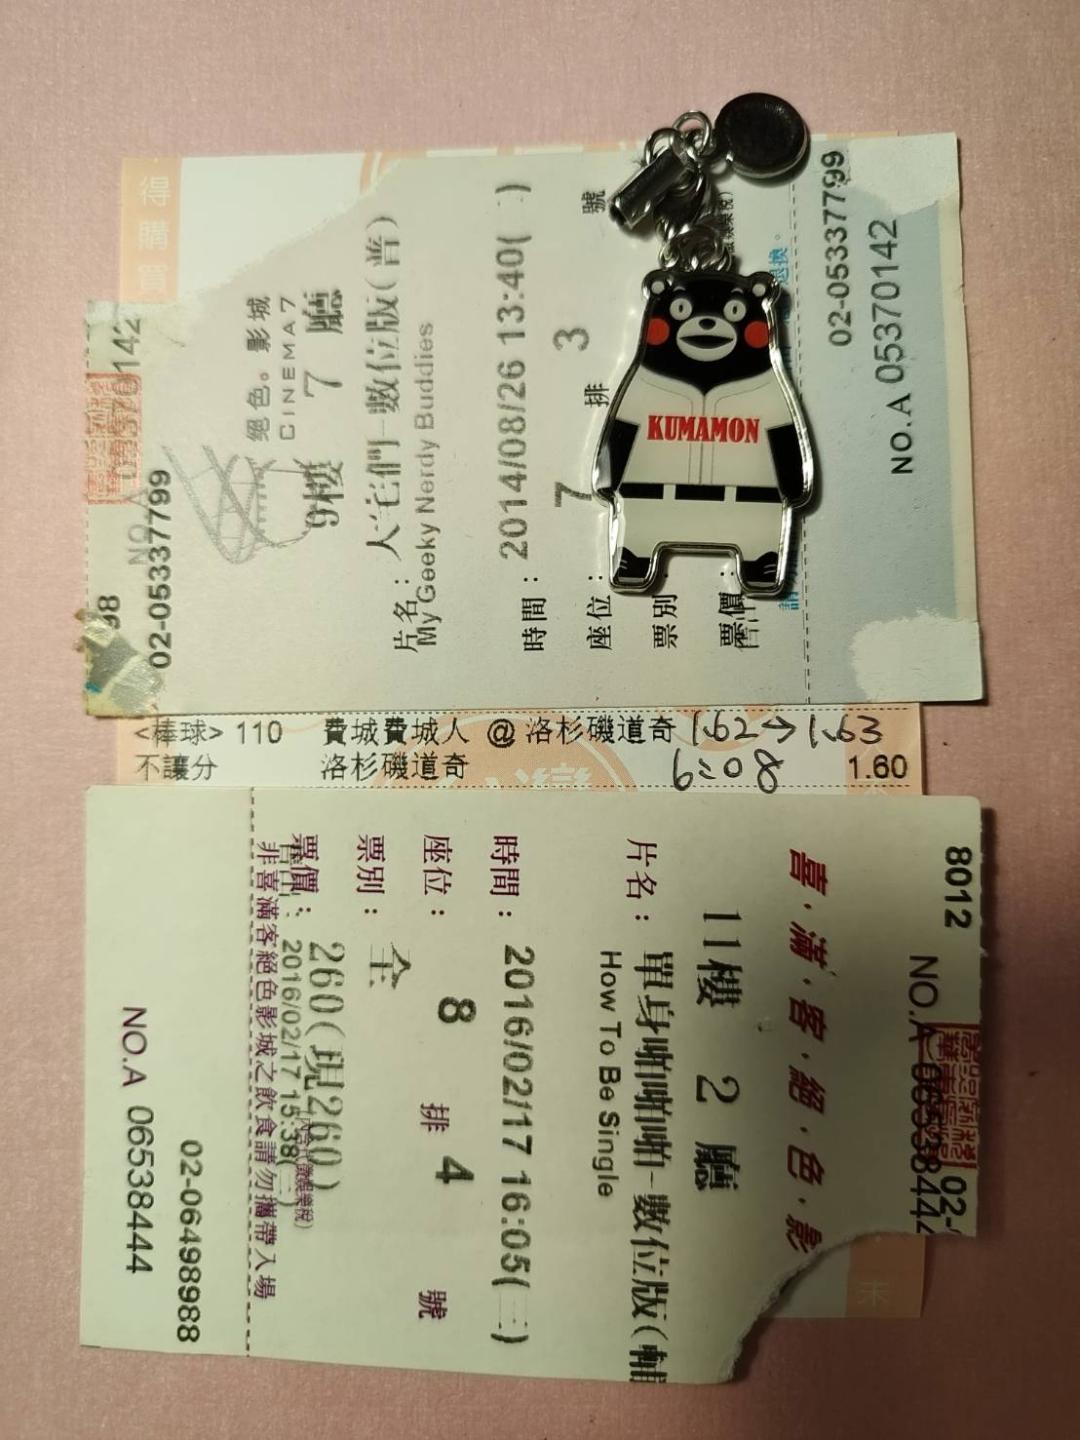 得購買
絕色。影城
CINEMA 7
9樓 7 廳
片名：人宅們-數位版(普)
My Geeky Nerdy Buddies
時間：2014/08/26 13:40(二)
座位：7 排 3 號
票別：
票價：
02-05337799
NO.A 05370142
02-05337799
98
KUMAMON
<棒球> 110 費城費城人 @ 洛杉磯道奇 1.62→1.63
不讓分 洛杉磯道奇 6:08 1.60
喜·滿·客·絕·色·影
11樓 2 廳
片名：單身啪啪啪-數位版(輔
How To Be Single
時間：2016/02/17 16:05(三)
座位：8 排 4 號
票別：全
票價：260(現260)
2016/02/17 15:38(三)
非喜滿客絕色影城之飲食請勿攜帶入場
02-06498988
NO.A 06538444
8012
NO.A 06538444
02-